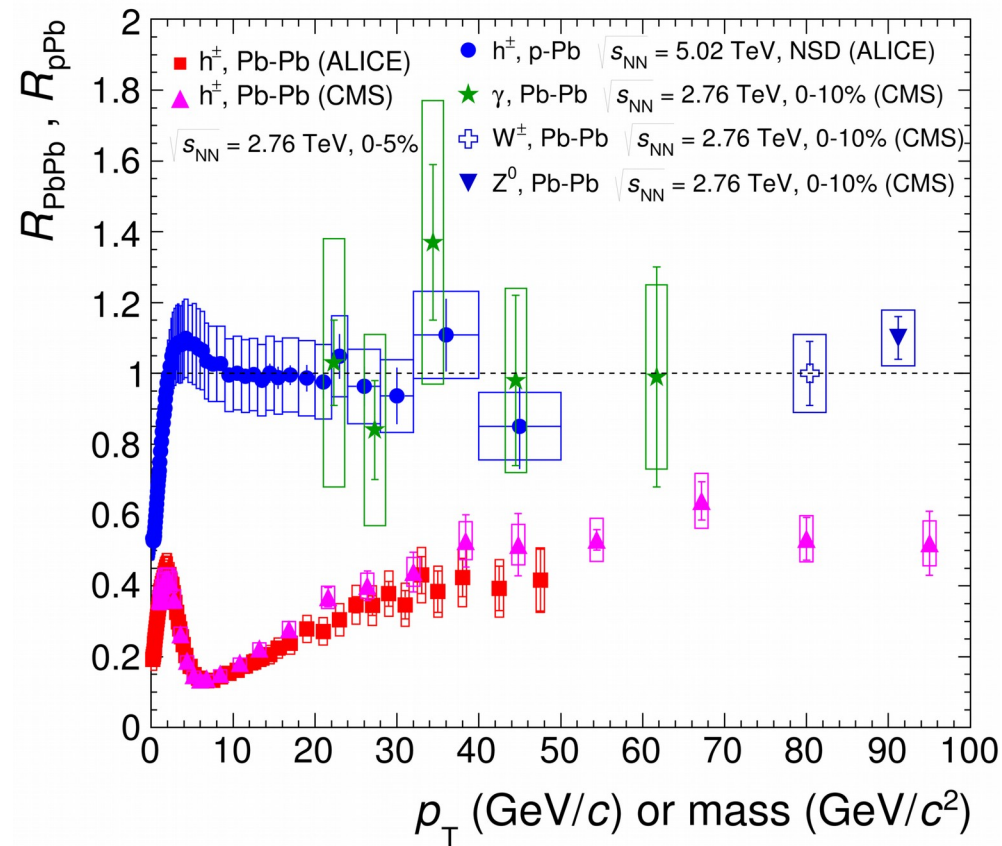 R_PbPb , R_pPb
h±, Pb-Pb (ALICE)
h±, Pb-Pb (CMS)
√s_NN = 2.76 TeV, 0-5%
h±, p-Pb √s_NN = 5.02 TeV, NSD (ALICE)
γ, Pb-Pb √s_NN = 2.76 TeV, 0-10% (CMS)
W±, Pb-Pb √s_NN = 2.76 TeV, 0-10% (CMS)
Z⁰, Pb-Pb √s_NN = 2.76 TeV, 0-10% (CMS)
2
1.8
1.6
1.4
1.2
1
0.8
0.6
0.4
0.2
0
0 10 20 30 40 50 60 70 80 90 100
p_T (GeV/c) or mass (GeV/c²)